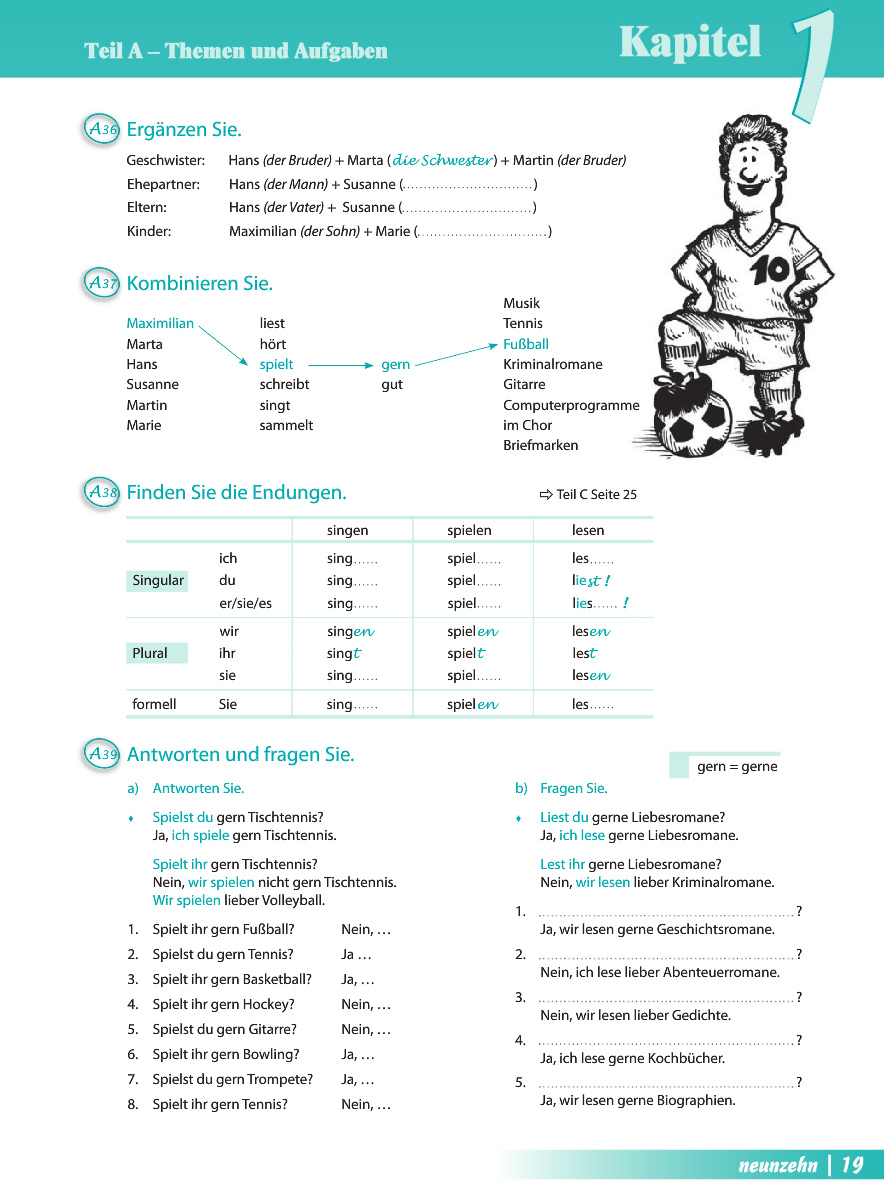 Teil A – Themen und Aufgaben
Kapitel 1
A36 Ergänzen Sie.
Geschwister: Hans (der Bruder) + Marta (die Schwester) + Martin (der Bruder)
Ehepartner: Hans (der Mann) + Susanne (..............................)
Eltern: Hans (der Vater) + Susanne (..............................)
Kinder: Maximilian (der Sohn) + Marie (..............................)
A37 Kombinieren Sie.
Musik
Maximilian liest Tennis
Marta hört Fußball
Hans spielt gern Kriminalromane
Susanne schreibt gut Gitarre
Martin singt Computerprogramme
Marie sammelt im Chor
Briefmarken
10
A38 Finden Sie die Endungen.
⇨ Teil C Seite 25
singen spielen lesen
ich sing...... spiel...... les......
Singular du sing...... spiel...... liest !
er/sie/es sing...... spiel...... lies...... !
wir singen spielen lesen
Plural ihr singt spielt lest
sie sing...... spiel...... lesen
formell Sie sing...... spielen les......
A39 Antworten und fragen Sie.
gern = gerne
a) Antworten Sie.
♦ Spielst du gern Tischtennis?
Ja, ich spiele gern Tischtennis.
Spielt ihr gern Tischtennis?
Nein, wir spielen nicht gern Tischtennis.
Wir spielen lieber Volleyball.
1. Spielt ihr gern Fußball? Nein, …
2. Spielst du gern Tennis? Ja …
3. Spielt ihr gern Basketball? Ja, …
4. Spielt ihr gern Hockey? Nein, …
5. Spielst du gern Gitarre? Nein, …
6. Spielt ihr gern Bowling? Ja, …
7. Spielst du gern Trompete? Ja, …
8. Spielt ihr gern Tennis? Nein, …
b) Fragen Sie.
♦ Liest du gerne Liebesromane?
Ja, ich lese gerne Liebesromane.
Lest ihr gerne Liebesromane?
Nein, wir lesen lieber Kriminalromane.
1. ............................................................?
Ja, wir lesen gerne Geschichtsromane.
2. ............................................................?
Nein, ich lese lieber Abenteuerromane.
3. ............................................................?
Nein, wir lesen lieber Gedichte.
4. ............................................................?
Ja, ich lese gerne Kochbücher.
5. ............................................................?
Ja, wir lesen gerne Biographien.
neunzehn | 19